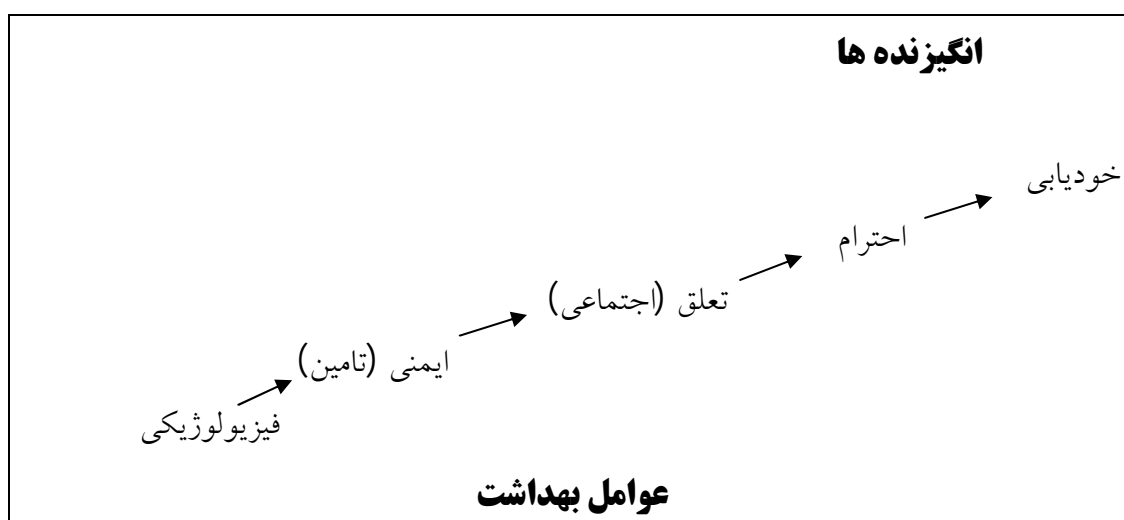 انگیزنده ها
خودیابی
احترام
تعلق (اجتماعی)
ایمنی (تامین)
فیزیولوژیکی
عوامل بهداشت